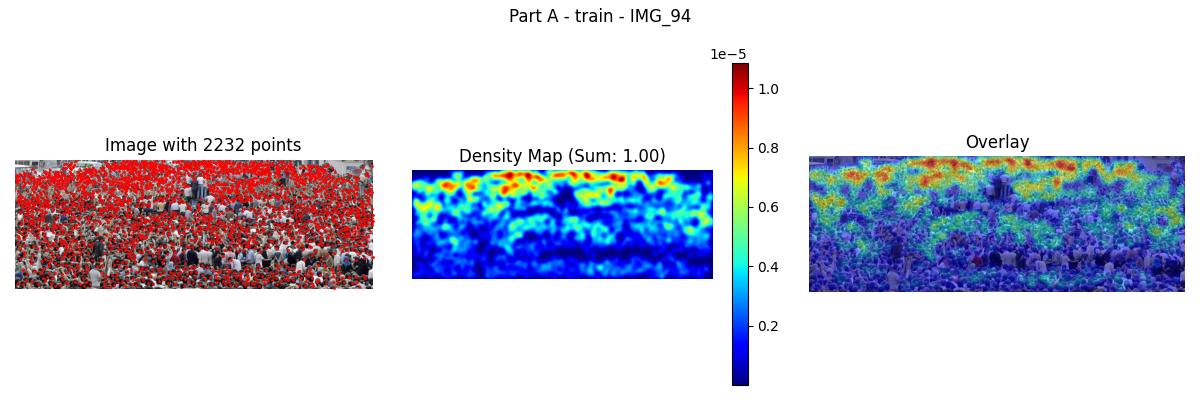 Part A - train - IMG_94
Image with 2232 points
Density Map (Sum: 1.00)
1e−5
1.0
0.8
0.6
0.4
0.2
Overlay